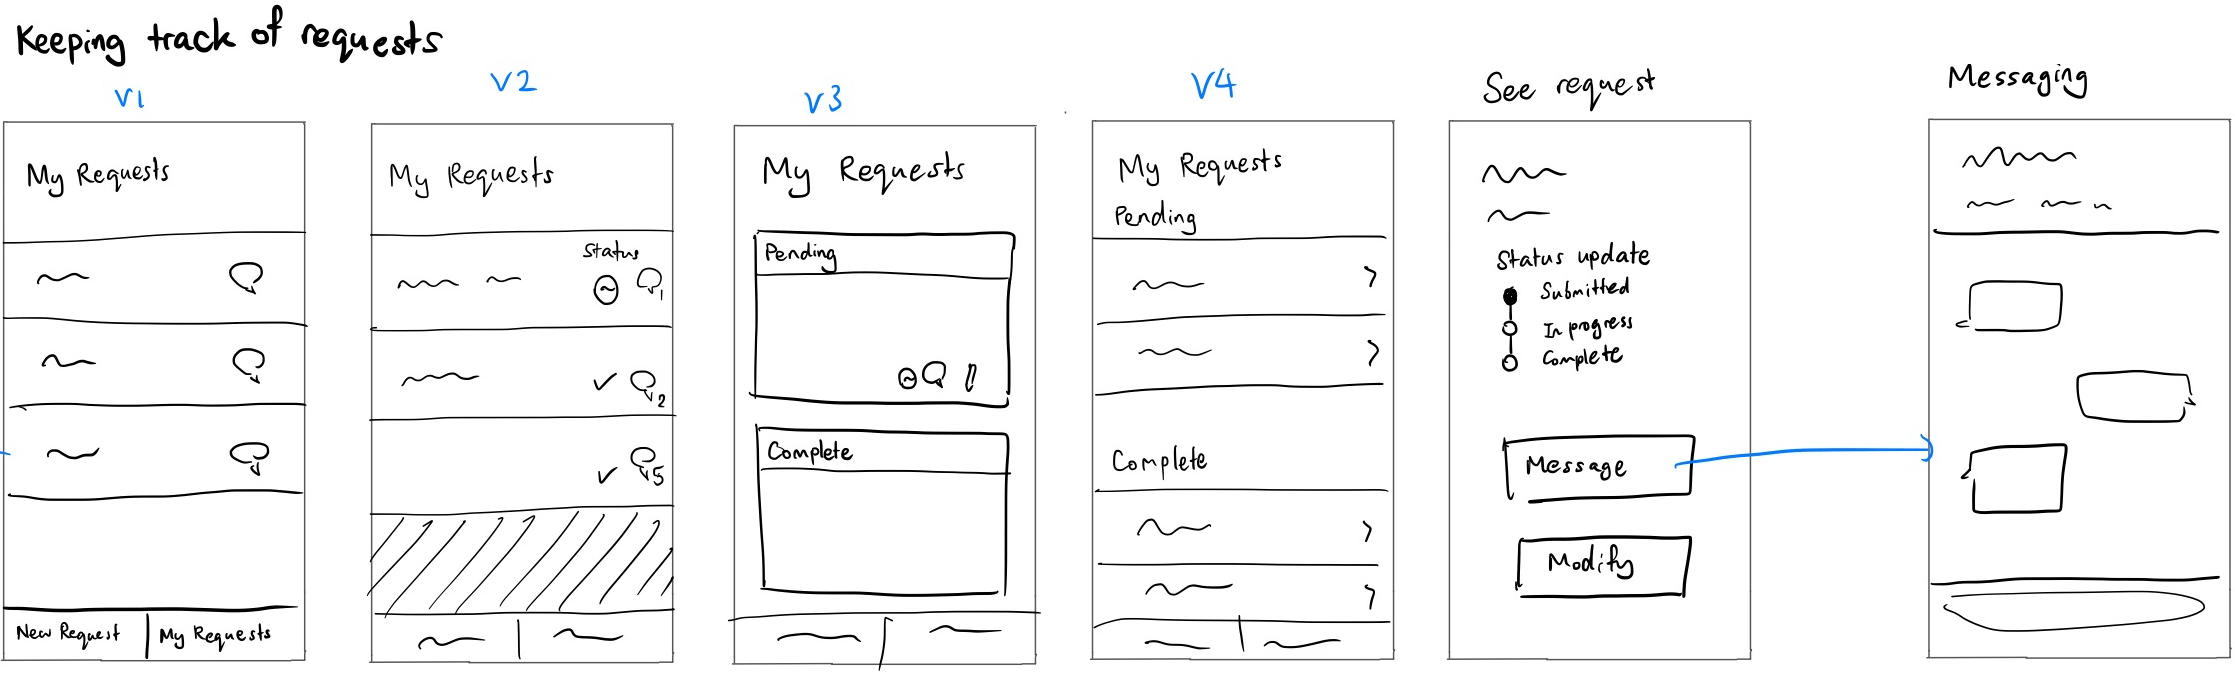 Keeping track of requests
V1
My Requests
New Request
My Requests
V2
My Requests
Status
1
2
5
V3
My Requests
Pending
Complete
V4
My Requests
Pending
Complete
See request
Status update
Submitted
In progress
Complete
Message
Modify
Messaging